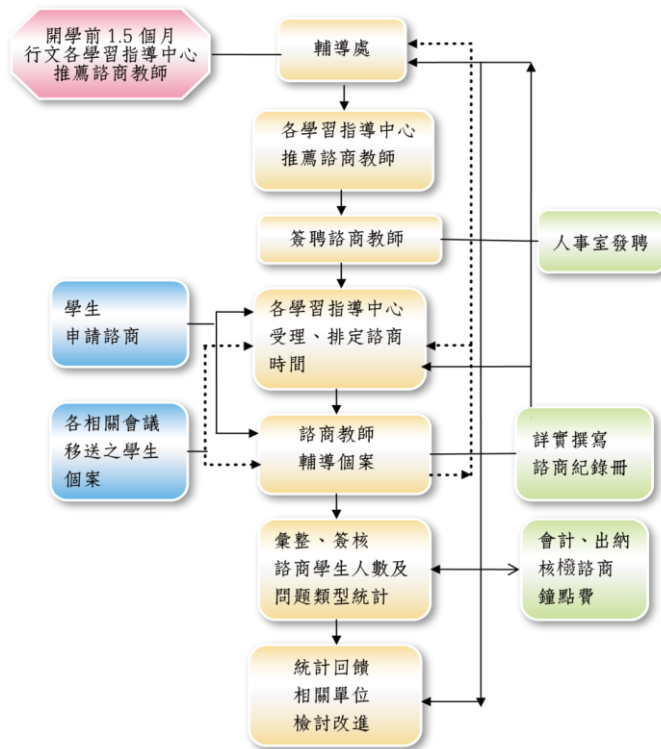 開學前 1.5 個月
行文各學習指導中心
推薦諮商教師
輔導處
各學習指導中心
推薦諮商教師
簽聘諮商教師
人事室發聘
學生
申請諮商
各學習指導中心
受理、排定諮商
時間
各相關會議
移送之學生
個案
諮商教師
輔導個案
詳實撰寫
諮商紀錄冊
彙整、簽核
諮商學生人數及
問題類型統計
會計、出納
核撥諮商
鐘點費
統計回饋
相關單位
檢討改進